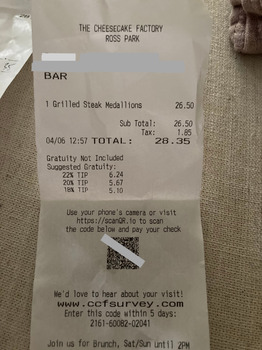 THE CHEESECAKE FACTORY
ROSS PARK
BAR
1 Grilled Steak Medallions 26.50
Sub Total: 26.50
Tax: 1.85
04/06 12:57 TOTAL: 28.35
Gratuity Not Included
Suggested Gratuity:
22% TIP 6.24
20% TIP 5.67
18% TIP 5.10
Use your phone's camera or visit
https://scanQR.io to scan
the code below and pay your check
We'd love to hear about your visit!
www.ccfsurvey.com
Enter this code within 5 days:
2161-60082-02041
Join us for Brunch, Sat/Sun until 2PM